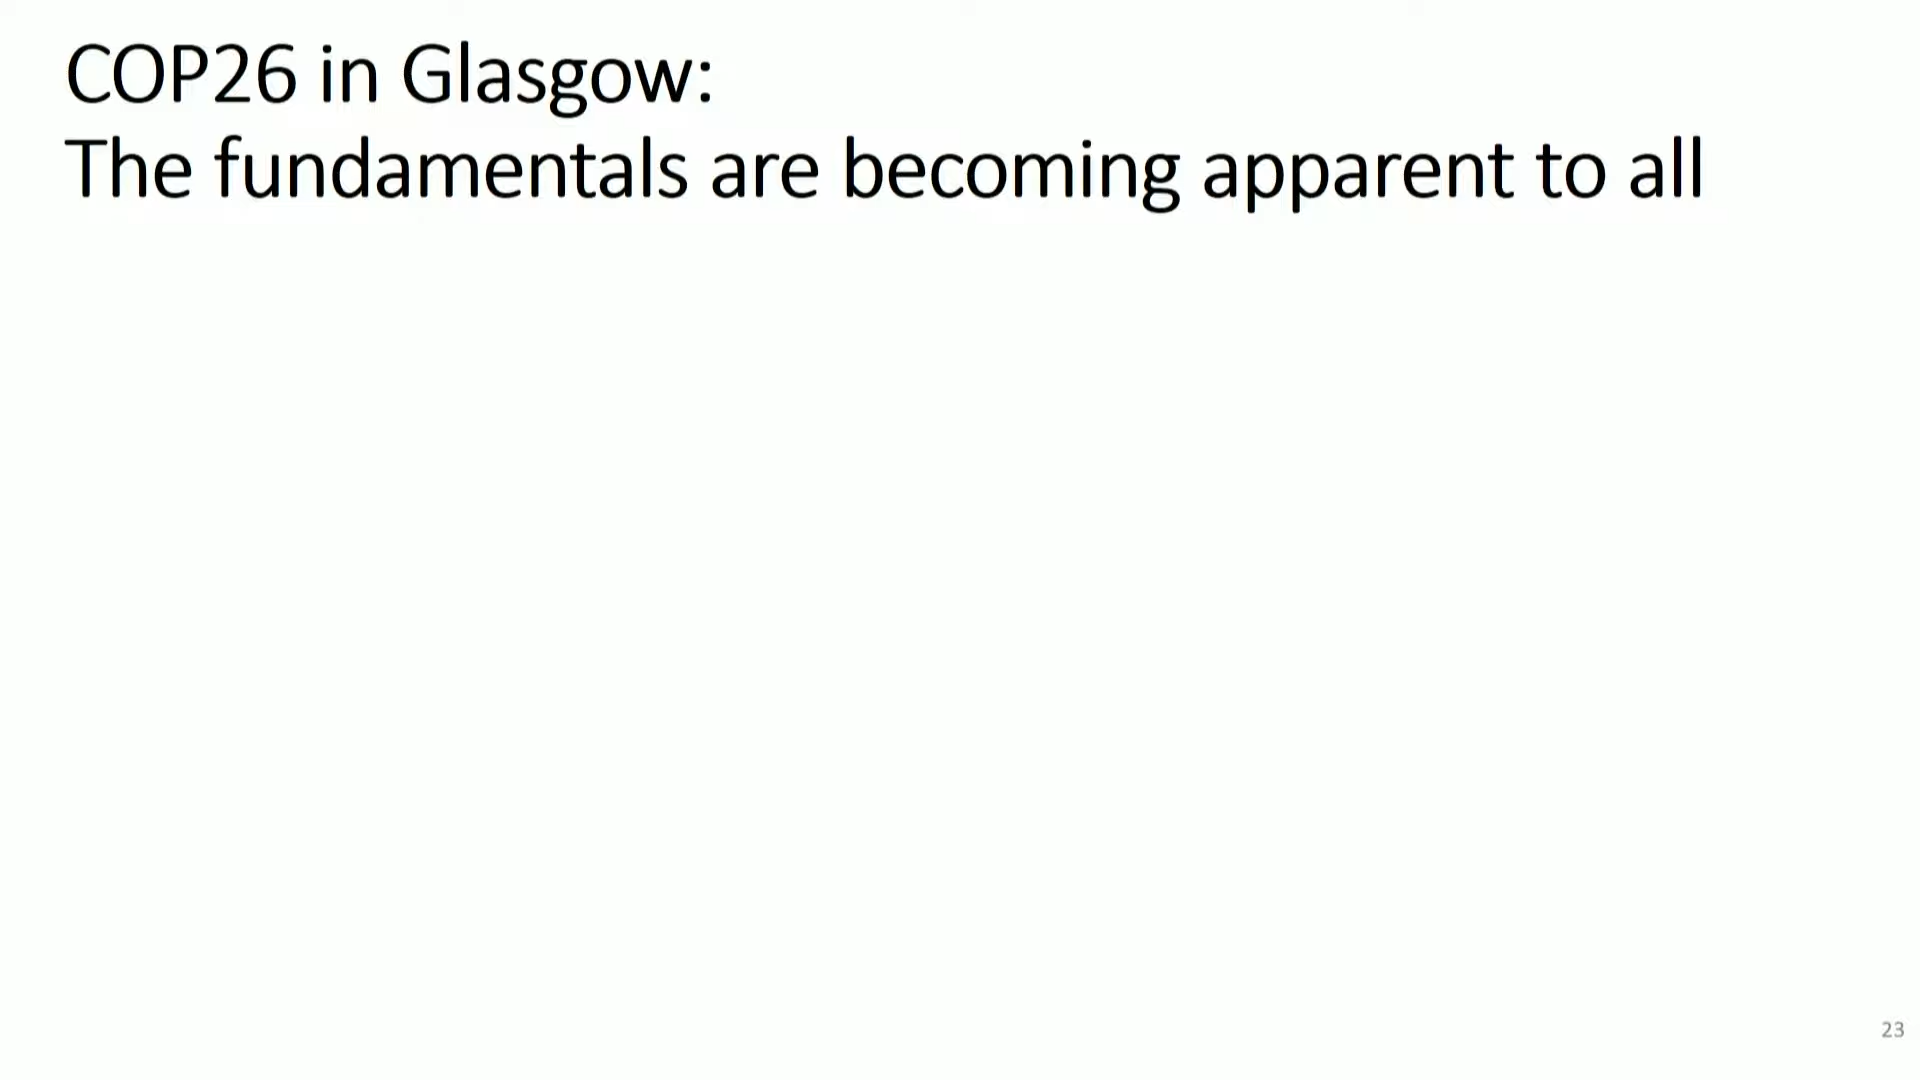 COP26 in Glasgow:
The fundamentals are becoming apparent to all
23